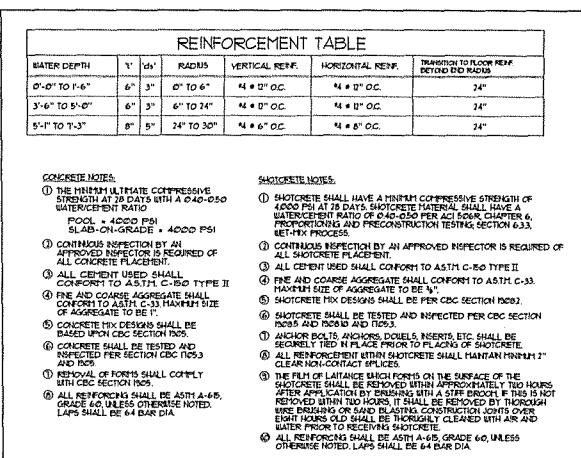 REINFORCEMENT TABLE
WATER DEPTH 't' 'ds' RADIUS VERTICAL REINF. HORIZONTAL REINF. TRANSITION TO FLOOR REINF. BEYOND END RADIUS
0'-0" TO 1'-6" 6" 3" 0" TO 6" #4 @ 12" O.C. #4 @ 12" O.C. 24"
3'-6" TO 5'-0" 6" 3" 6" TO 24" #4 @ 12" O.C. #4 @ 12" O.C. 24"
5'-1" TO 7'-3" 8" 5" 24" TO 30" #4 @ 6" O.C. #4 @ 8" O.C. 24"
CONCRETE NOTES:
① THE MINIMUM ULTIMATE COMPRESSIVE
STRENGTH AT 28 DAYS WITH A 0.40-0.50
WATER/CEMENT RATIO
POOL = 4000 PSI
SLAB-ON-GRADE = 4000 PSI
② CONTINUOUS INSPECTION BY AN
APPROVED INSPECTOR IS REQUIRED OF
ALL CONCRETE PLACEMENT.
③ ALL CEMENT USED SHALL
CONFORM TO A.S.T.M. C-150 TYPE II
④ FINE AND COARSE AGGREGATE SHALL
CONFORM TO A.S.T.M. C-33. MAXIMUM SIZE
OF AGGREGATE TO BE 1".
⑤ CONCRETE MIX DESIGNS SHALL BE
BASED UPON CBC SECTION 1905.
⑥ CONCRETE SHALL BE TESTED AND
INSPECTED PER SECTION CBC 1705.3
AND 1905.
⑦ REMOVAL OF FORMS SHALL COMPLY
WITH CBC SECTION 1905.
⑧ ALL REINFORCING SHALL BE ASTM A-615,
GRADE 60, UNLESS OTHERWISE NOTED.
LAPS SHALL BE 64 BAR DIA.
SHOTCRETE NOTES:
① SHOTCRETE SHALL HAVE A MINIMUM COMPRESSIVE STRENGTH OF
4,000 PSI AT 28 DAYS. SHOTCRETE MATERIAL SHALL HAVE A
WATER/CEMENT RATIO OF 0.40-0.50 PER ACI 506R, CHAPTER 6,
PROPORTIONING AND PRECONSTRUCTION TESTING; SECTION 6.3.3,
WET-MIX PROCESS.
② CONTINUOUS INSPECTION BY AN APPROVED INSPECTOR IS REQUIRED OF
ALL SHOTCRETE PLACEMENT.
③ ALL CEMENT USED SHALL CONFORM TO A.S.T.M. C-150 TYPE II
④ FINE AND COARSE AGGREGATE SHALL CONFORM TO A.S.T.M. C-33.
MAXIMUM SIZE OF AGGREGATE TO BE
⑤ SHOTCRETE MIX DESIGNS SHALL BE PER CBC SECTION
⑥ SHOTCRETE SHALL BE TESTED AND INSPECTED PER CBC SECTION
AND AND
⑦ ANCHOR BOLTS, ANCHORS, DOWELS, INSERTS, ETC. SHALL BE
SECURELY TIED IN PLACE PRIOR TO PLACING OF SHOTCRETE.
⑧ ALL REINFORCEMENT WITHIN SHOTCRETE SHALL MAINTAIN MINIMUM 2"
CLEAR NON-CONTACT SPLICES.
⑨ THE FILM OF LAITANCE WHICH FORMS ON THE SURFACE OF THE
SHOTCRETE SHALL BE REMOVED WITHIN APPROXIMATELY TWO HOURS
AFTER APPLICATION BY BRUSHING WITH A STIFF BROOM. IF THIS IS NOT
REMOVED WITHIN TWO HOURS, IT SHALL BE REMOVED BY THOROUGH
WIRE BRUSHING OR SAND BLASTING. CONSTRUCTION JOINTS OVER
EIGHT HOURS OLD SHALL BE THOROUGHLY CLEANED WITH AIR AND
WATER PRIOR TO RECEIVING SHOTCRETE.
⑩ ALL REINFORCING SHALL BE ASTM A-615, GRADE 60, UNLESS
OTHERWISE NOTED. LAPS SHALL BE 64 BAR DIA.